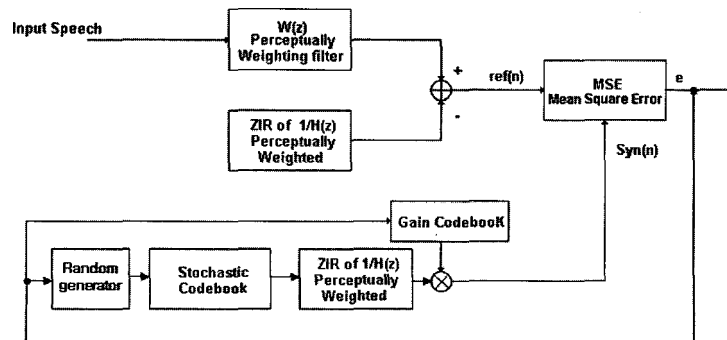 Input Speech
W(z)
Perceptually
Weighting filter
+
ref(n)
-
MSE
Mean Square Error
e
ZIR of 1/H(z)
Perceptually
Weighted
Syn(n)
Gain Codebook
Random
generator
Stochastic
Codebook
ZIR of 1/H(z)
Perceptually
Weighted